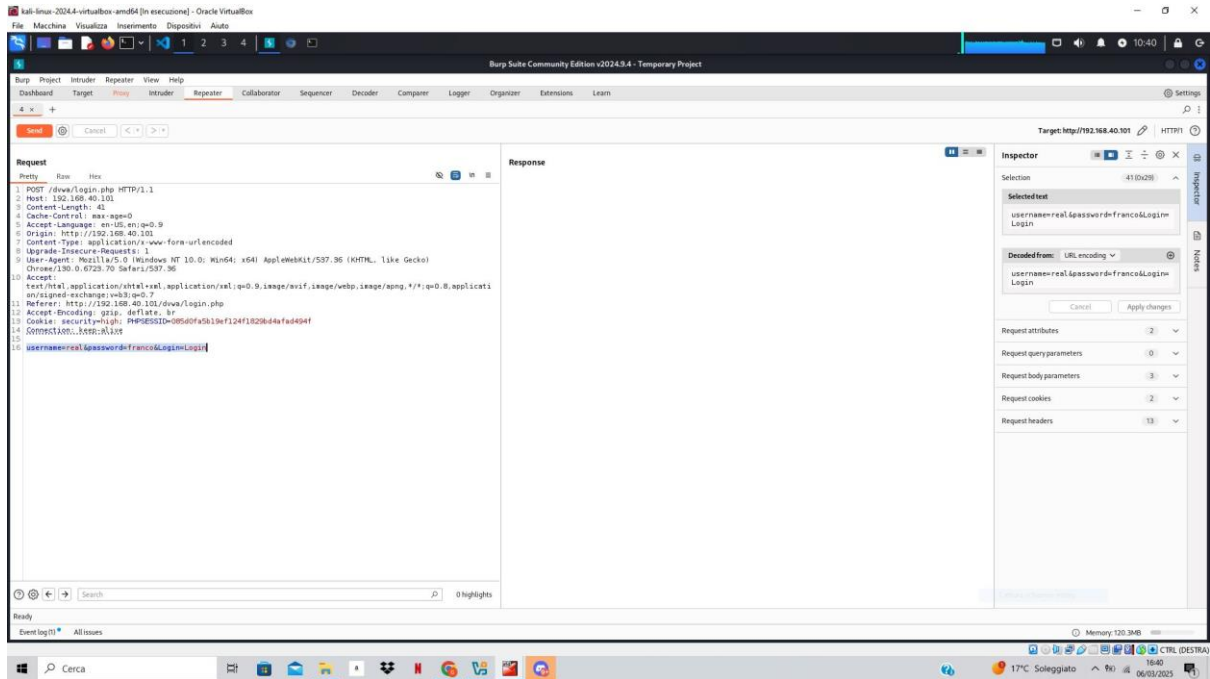 kali-linux-2024.4-virtualbox-amd64 [In esecuzione] - Oracle VirtualBox
File Macchina Visualizza Inserimento Dispositivi Aiuto
1 2 3 4
10:40
Burp Suite Community Edition v2024.9.4 - Temporary Project
Burp Project Intruder Repeater View Help
Dashboard Target Proxy Intruder Repeater Collaborator Sequencer Decoder Comparer Logger Organizer Extensions Learn
Settings
4 × +
Send Cancel < >
Target: http://192.168.40.101 HTTP/1
Request
Pretty Raw Hex
1 POST /dvwa/login.php HTTP/1.1
2 Host: 192.168.40.101
3 Content-Length: 41
4 Cache-Control: max-age=0
5 Accept-Language: en-US,en;q=0.9
6 Origin: http://192.168.40.101
7 Content-Type: application/x-www-form-urlencoded
8 Upgrade-Insecure-Requests: 1
9 User-Agent: Mozilla/5.0 (Windows NT 10.0; Win64; x64) AppleWebKit/537.36 (KHTML, like Gecko)
Chrome/130.0.6723.70 Safari/537.36
10 Accept:
text/html,application/xhtml+xml,application/xml;q=0.9,image/avif,image/webp,image/apng,*/*;q=0.8,applicati
on/signed-exchange;v=b3;q=0.7
11 Referer: http://192.168.40.101/dvwa/login.php
12 Accept-Encoding: gzip, deflate, br
13 Cookie: security=high; PHPSESSID=085d0fa5b19ef124f1829bd4afad494f
14 Connection: keep-alive
15
16 username=real&password=franco&Login=Login
Search
0 highlights
Response
Inspector
Selection 41 (0x29)
Selected text
username=real&password=franco&Login=
Login
Decoded from: URL encoding
username=real&password=franco&Login=
Login
Cancel Apply changes
Request attributes 2
Request query parameters 0
Request body parameters 3
Request cookies 2
Request headers 13
Inspector
Notes
Ready
Event log (1) All issues
Memory: 120.3MB
CTRL (DESTRA)
Cerca
17°C Soleggiato
16:40
06/03/2025